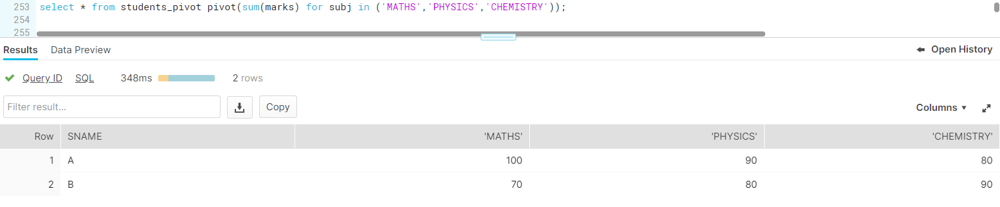 253 select * from students_pivot pivot(sum(marks) for subj in ('MATHS','PHYSICS','CHEMISTRY'));
254
255
Results Data Preview Open History
Query ID SQL 348ms 2 rows
Filter result... Copy Columns
Row SNAME 'MATHS' 'PHYSICS' 'CHEMISTRY'
1 A 100 90 80
2 B 70 80 90